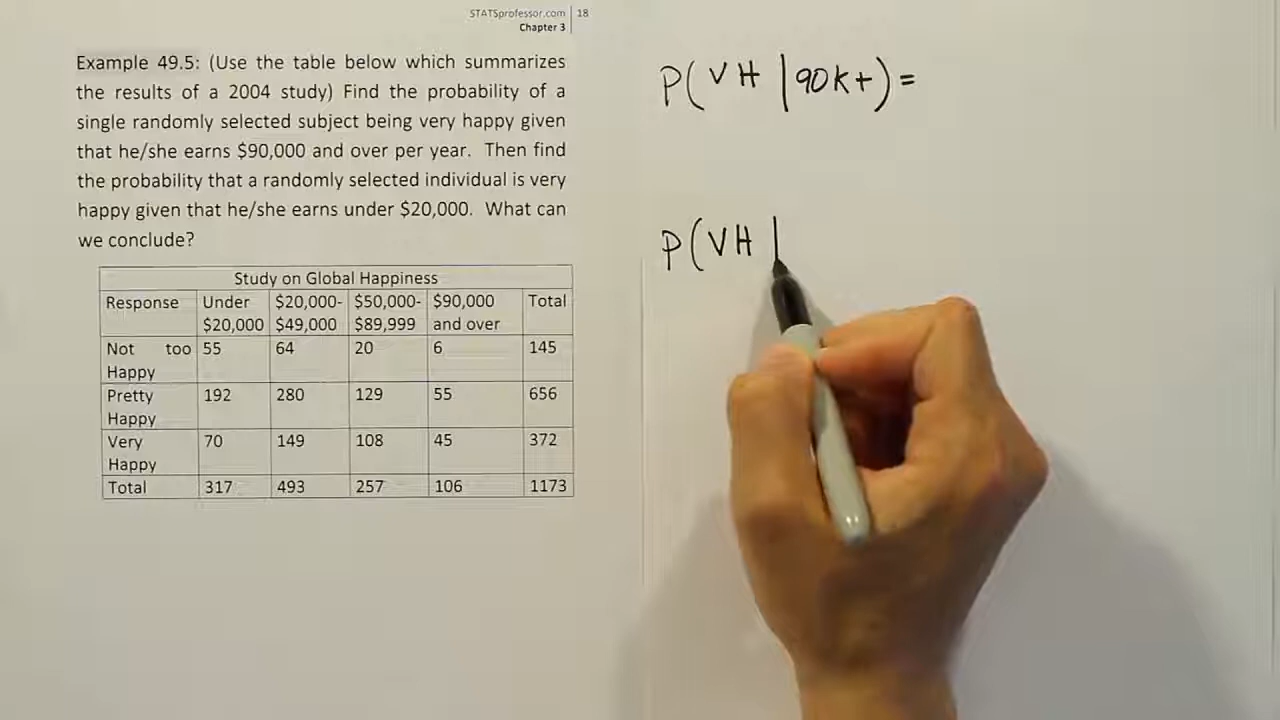 STATSprofessor.com | 18
Chapter 3
Example 49.5: (Use the table below which summarizes
the results of a 2004 study) Find the probability of a
single randomly selected subject being very happy given
that he/she earns $90,000 and over per year. Then find
the probability that a randomly selected individual is very
happy given that he/she earns under $20,000. What can
we conclude?
Study on Global Happiness
Response Under $20,000- $50,000- $90,000 Total
$20,000 $49,000 $89,999 and over
Not too 55 64 20 6 145
Happy
Pretty 192 280 129 55 656
Happy
Very 70 149 108 45 372
Happy
Total 317 493 257 106 1173
P(VH | 90k+) =
P(VH |